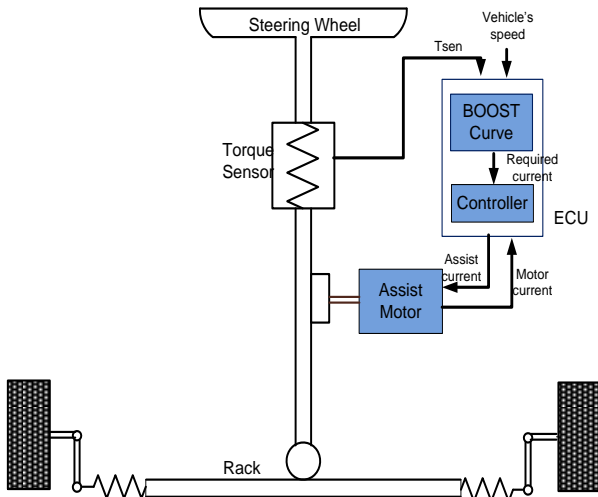 Steering Wheel
Vehicle's
speed
Tsen
BOOST
Curve
Torque
Sensor
Required
current
Controller
ECU
Assist
current
Motor
current
Assist
Motor
Rack